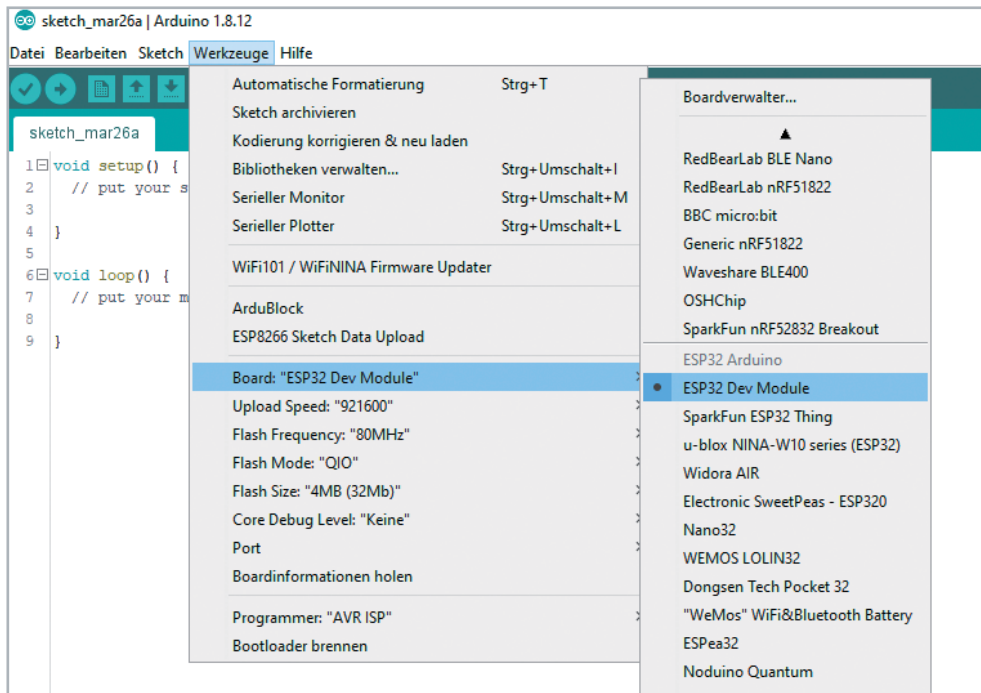 sketch_mar26a | Arduino 1.8.12
Datei Bearbeiten Sketch Werkzeuge Hilfe
sketch_mar26a
1 void setup() {
2 // put your s
3
4 }
5
6 void loop() {
7 // put your m
8
9 }
Automatische Formatierung Strg+T
Sketch archivieren
Kodierung korrigieren & neu laden
Bibliotheken verwalten... Strg+Umschalt+I
Serieller Monitor Strg+Umschalt+M
Serieller Plotter Strg+Umschalt+L
WiFi101 / WiFiNINA Firmware Updater
ArduBlock
ESP8266 Sketch Data Upload
Board: "ESP32 Dev Module"
Upload Speed: "921600"
Flash Frequency: "80MHz"
Flash Mode: "QIO"
Flash Size: "4MB (32Mb)"
Core Debug Level: "Keine"
Port
Boardinformationen holen
Programmer: "AVR ISP"
Bootloader brennen
Boardverwalter...
RedBearLab BLE Nano
RedBearLab nRF51822
BBC micro:bit
Generic nRF51822
Waveshare BLE400
OSHChip
SparkFun nRF52832 Breakout
ESP32 Arduino
ESP32 Dev Module
SparkFun ESP32 Thing
u-blox NINA-W10 series (ESP32)
Widora AIR
Electronic SweetPeas - ESP320
Nano32
WEMOS LOLIN32
Dongsen Tech Pocket 32
"WeMos" WiFi&Bluetooth Battery
ESPea32
Noduino Quantum